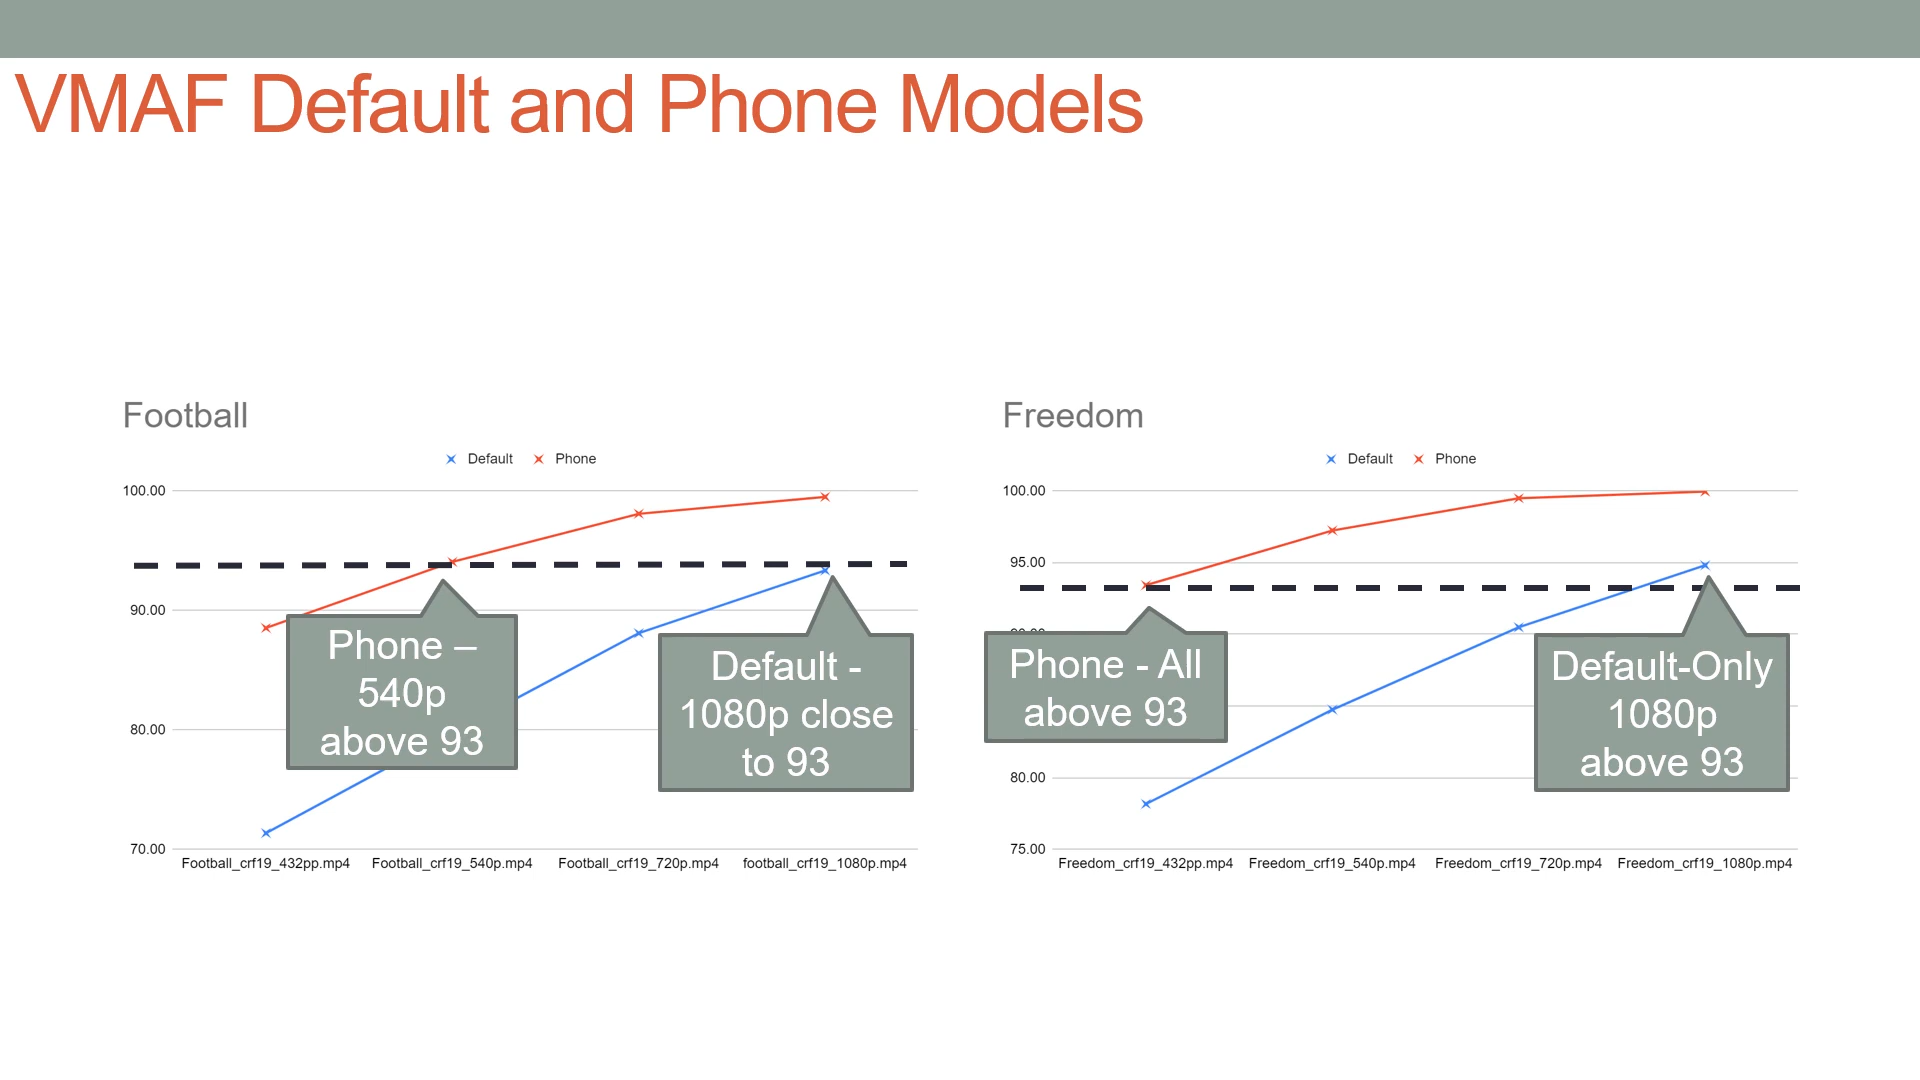 VMAF Default and Phone Models
Football
Default Phone
100.00
90.00
80.00
70.00
Phone –
540p
above 93
Default -
1080p close
to 93
Football_crf19_432pp.mp4 Football_crf19_540p.mp4 Football_crf19_720p.mp4 football_crf19_1080p.mp4
Freedom
Default Phone
100.00
95.00
90.00
80.00
75.00
Phone - All
above 93
Default-Only
1080p
above 93
Freedom_crf19_432pp.mp4 Freedom_crf19_540p.mp4 Freedom_crf19_720p.mp4 Freedom_crf19_1080p.mp4